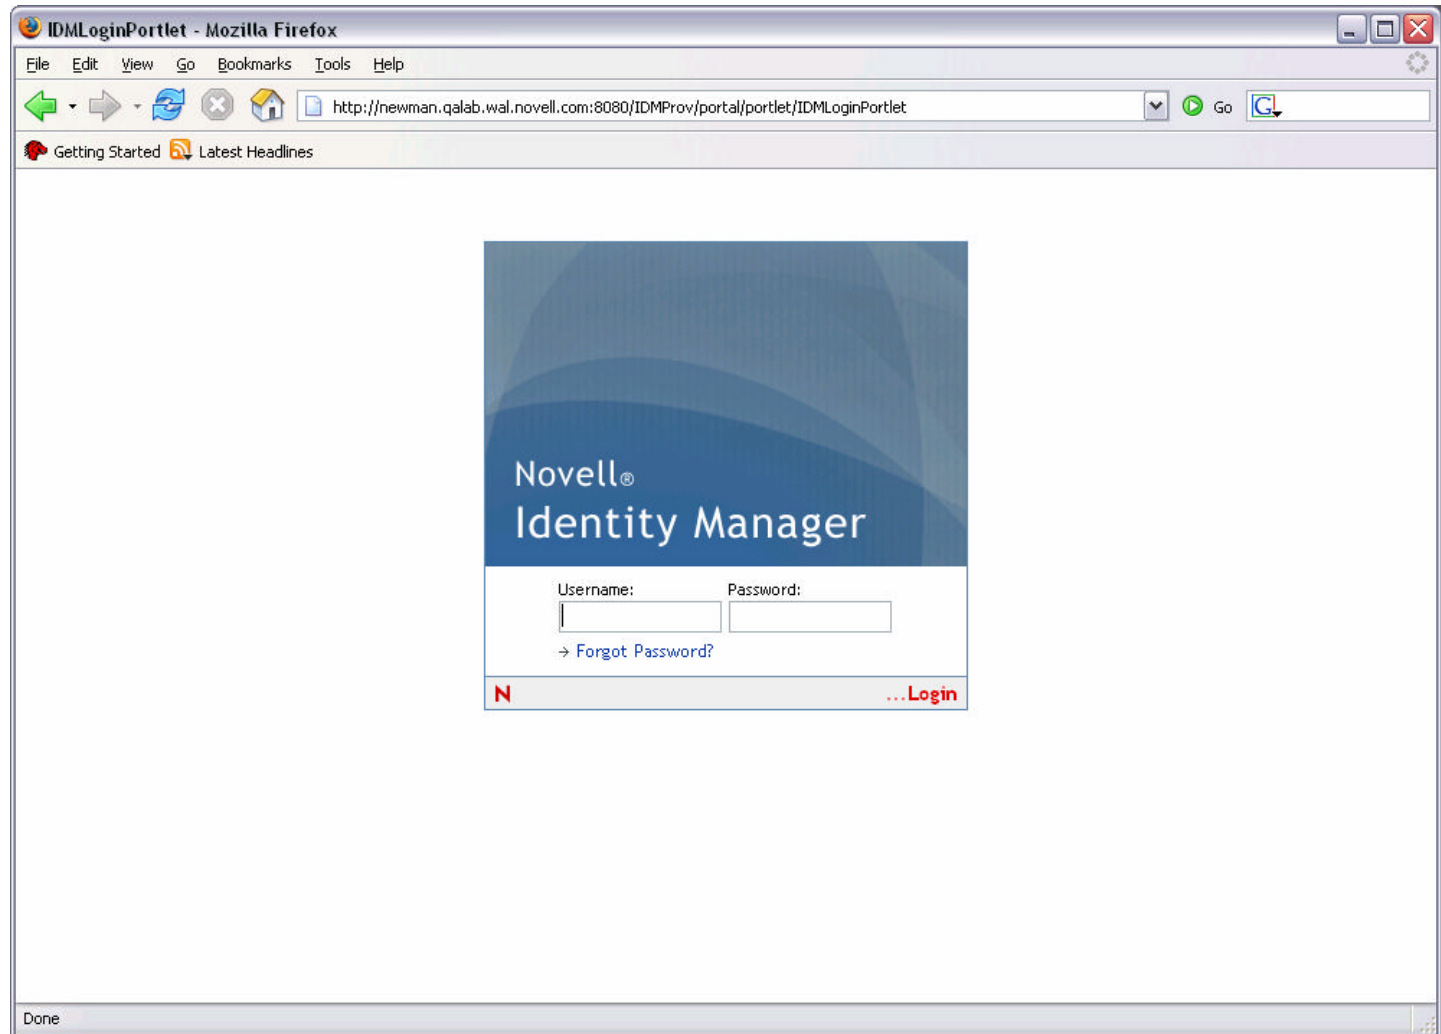 IDMLoginPortlet - Mozilla Firefox
File Edit View Go Bookmarks Tools Help
http://newman.qalab.wal.novell.com:8080/IDMProv/portal/portlet/IDMLoginPortlet Go G
Getting Started Latest Headlines
Novell®
Identity Manager
Username: Password:
→ Forgot Password?
N ...Login
Done